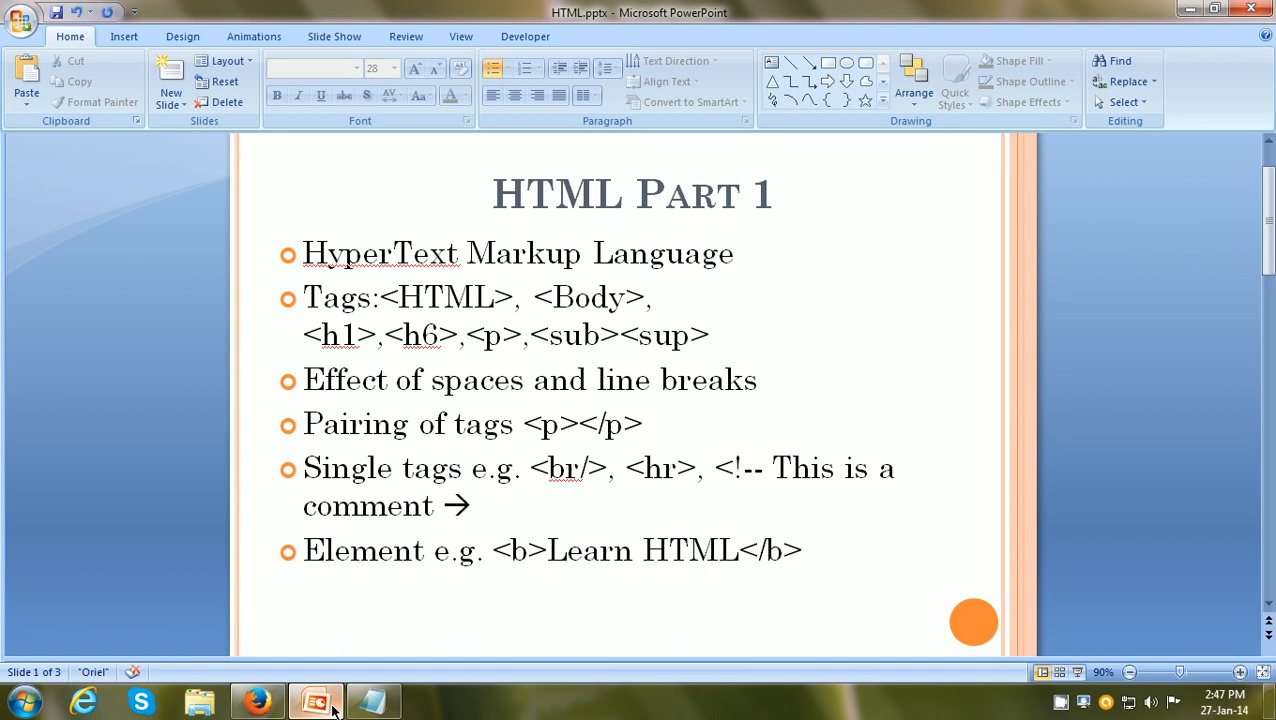 HTML.pptx - Microsoft PowerPoint
Home Insert Design Animations Slide Show Review View Developer
Paste
Cut
Copy
Format Painter
Clipboard
New Slide
Layout
Reset
Delete
Slides
28
B I U abc S AV Aa A
Font
Text Direction
Align Text
Convert to SmartArt
Paragraph
Arrange
Quick Styles
Shape Fill
Shape Outline
Shape Effects
Drawing
Find
Replace
Select
Editing
HTML Part 1
HyperText Markup Language
Tags:<HTML>, <Body>,
<h1>,<h6>,<p>,<sub><sup>
Effect of spaces and line breaks
Pairing of tags <p></p>
Single tags e.g. <br/>, <hr>, <!-- This is a
comment →
Element e.g. <b>Learn HTML</b>
Slide 1 of 3 "Oriel" 90%
2:47 PM
27-Jan-14